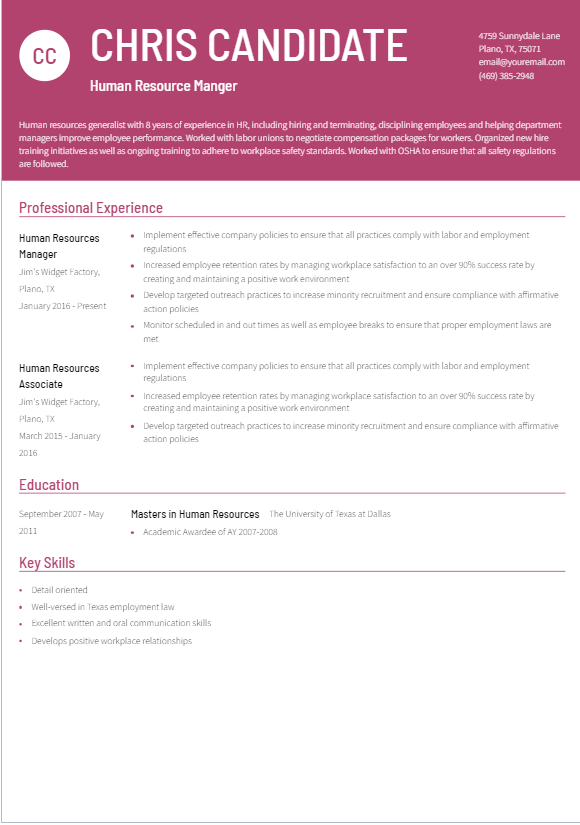 CC
CHRIS CANDIDATE
Human Resource Manger
4759 Sunnydale Lane
Plano, TX, 75071
email@youremail.com
(469) 385-2948
Human resources generalist with 8 years of experience in HR, including hiring and terminating, disciplining employees and helping department
managers improve employee performance. Worked with labor unions to negotiate compensation packages for workers. Organized new hire
training initiatives as well as ongoing training to adhere to workplace safety standards. Worked with OSHA to ensure that all safety regulations
are followed.
Professional Experience
Human Resources
Manager
Jim's Widget Factory,
Plano, TX
January 2016 - Present
• Implement effective company policies to ensure that all practices comply with labor and employment
regulations
• Increased employee retention rates by managing workplace satisfaction to an over 90% success rate by
creating and maintaining a positive work environment
• Develop targeted outreach practices to increase minority recruitment and ensure compliance with affirmative
action policies
• Monitor scheduled in and out times as well as employee breaks to ensure that proper employment laws are
met
Human Resources
Associate
Jim's Widget Factory,
Plano, TX
March 2015 - January
2016
• Implement effective company policies to ensure that all practices comply with labor and employment
regulations
• Increased employee retention rates by managing workplace satisfaction to an over 90% success rate by
creating and maintaining a positive work environment
• Develop targeted outreach practices to increase minority recruitment and ensure compliance with affirmative
action policies
Education
September 2007 - May
2011
Masters in Human Resources The University of Texas at Dallas
• Academic Awardee of AY 2007-2008
Key Skills
• Detail oriented
• Well-versed in Texas employment law
• Excellent written and oral communication skills
• Develops positive workplace relationships